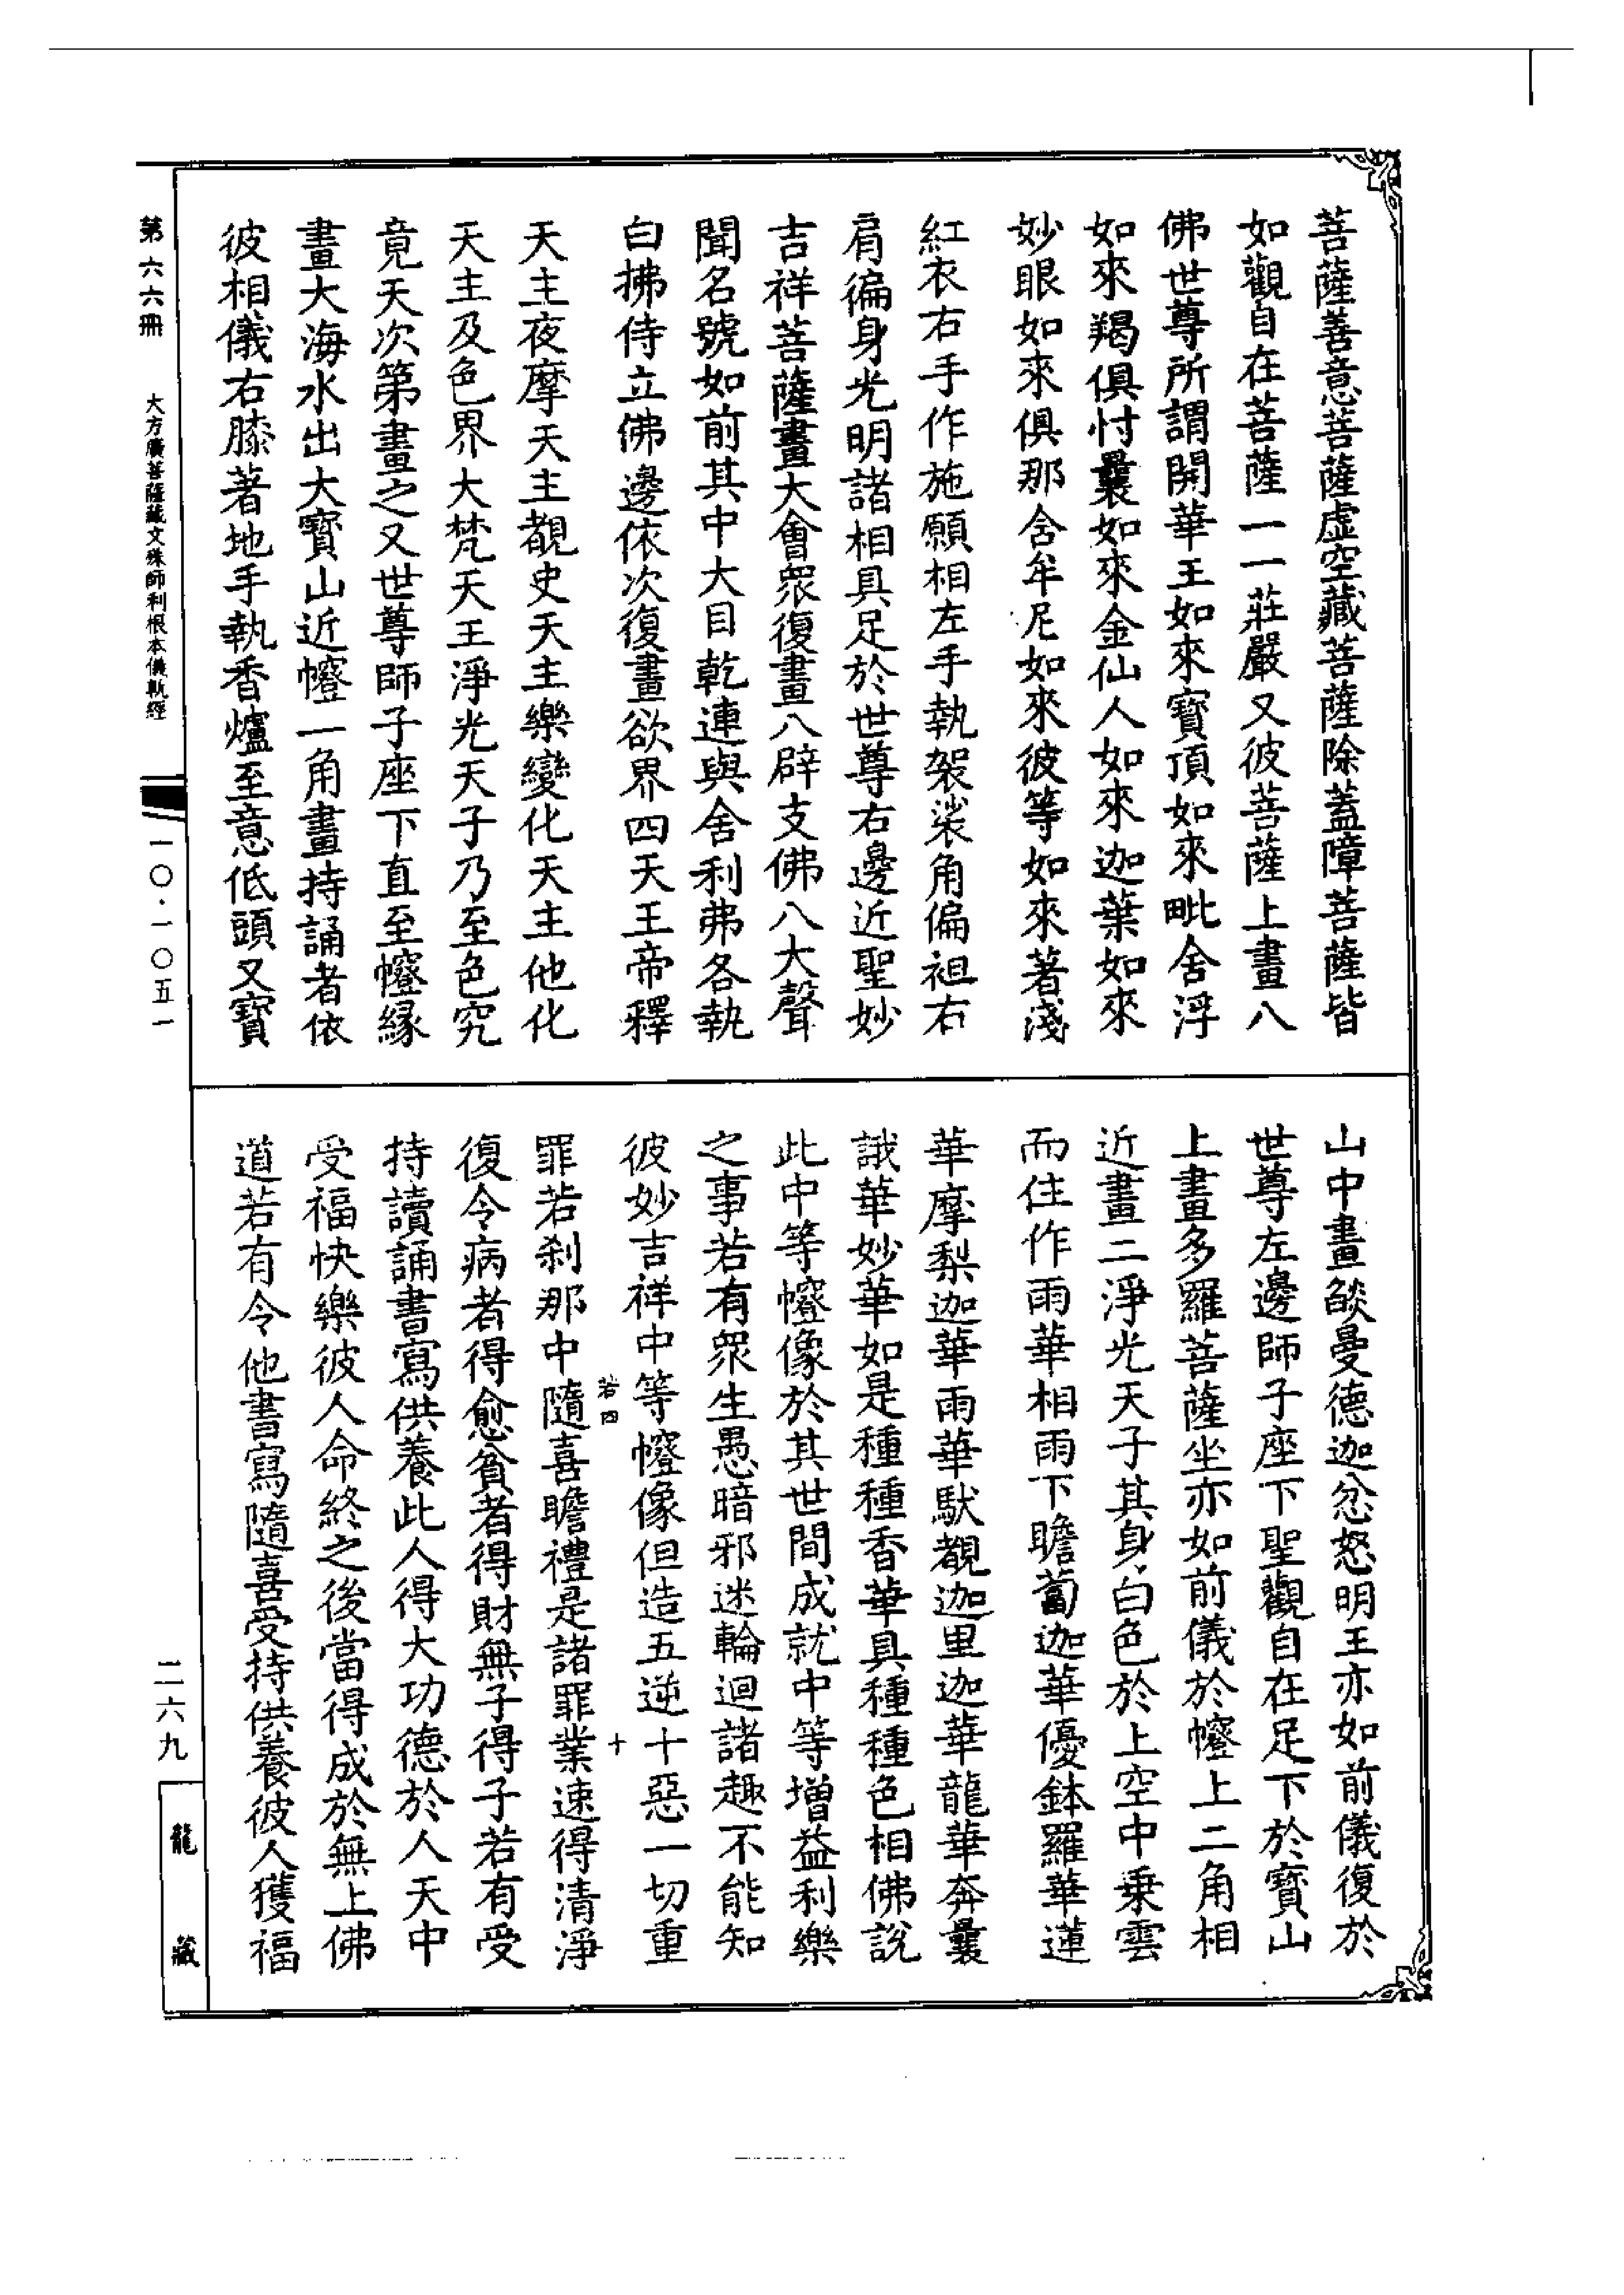 菩薩善意菩薩虛空藏菩薩除蓋障菩薩皆
如觀自在菩薩一一莊嚴又彼菩薩上畫八
佛世尊所謂開華王如來寶頂如來毗舍浮
如來羯俱忖曩如來金仙人如來迦葉如來
妙眼如來俱那舍牟尼如來彼等如來著淺
紅衣右手作施願相左手執袈裟角偏袒右
肩徧身光明諸相具足於世尊右邊近聖妙
吉祥菩薩畫大會眾復畫八辟支佛八大聲
聞名號如前其中大目乾連與舍利弗各執
白拂侍立佛邊依次復畫欲界四天王帝釋
天主夜摩天主覩史天主樂變化天主他化
天主及色界大梵天王淨光天子乃至色究
竟天次第畫之又世尊師子座下直至㡧緣
畫大海水出大寶山近㡧一角畫持誦者依
彼相儀右膝著地手執香爐至意低頭又寶
山中畫焰曼德迦忿怒明王亦如前儀復於
世尊左邊師子座下聖觀自在足下於寶山
上畫多羅菩薩坐亦如前儀於㡧上二角相
近畫二淨光天子其身白色於上空中乘雲
而住作雨華相雨下瞻蔔迦華優鉢羅華蓮
華摩梨迦華雨華馱覩迦里迦華龍華奔曩
誐華妙華如是種種香華具種種色相佛說
此中等㡧像於其世間成就中等增益利樂
之事若有眾生愚暗邪迷輪迴諸趣不能知
彼妙吉祥中等㡧像但造五逆十惡一切重
若四
十
罪若刹那中隨喜瞻禮是諸罪業速得清淨
復令病者得愈貧者得財無子得子若有受
持讀誦書寫供養此人得大功德於人天中
受福快樂彼人命終之後當得成於無上佛
道若有令他書寫隨喜受持供養彼人獲福
第六六冊
大方廣菩薩藏文殊師利根本儀軌經
一〇·一〇五一
二六九
龍藏